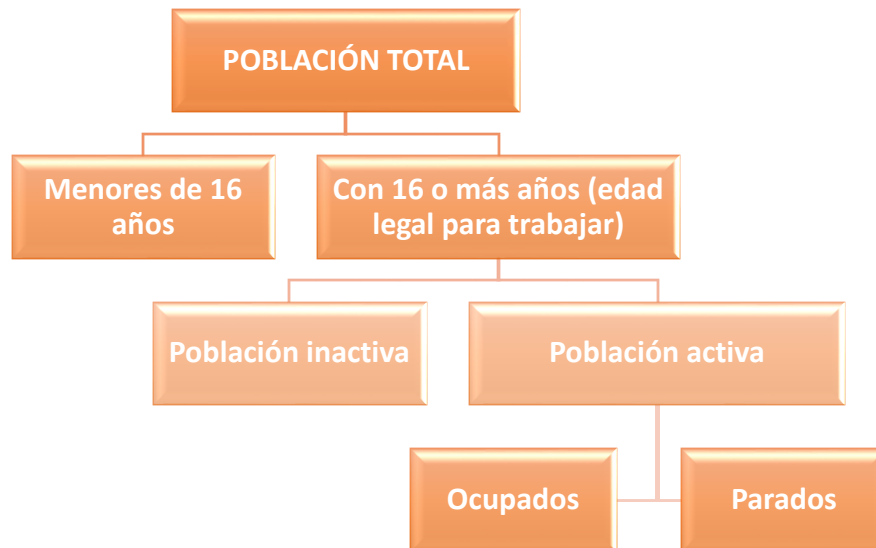 POBLACIÓN TOTAL
Menores de 16
años
Con 16 o más años (edad
legal para trabajar)
Población inactiva
Población activa
Ocupados
Parados